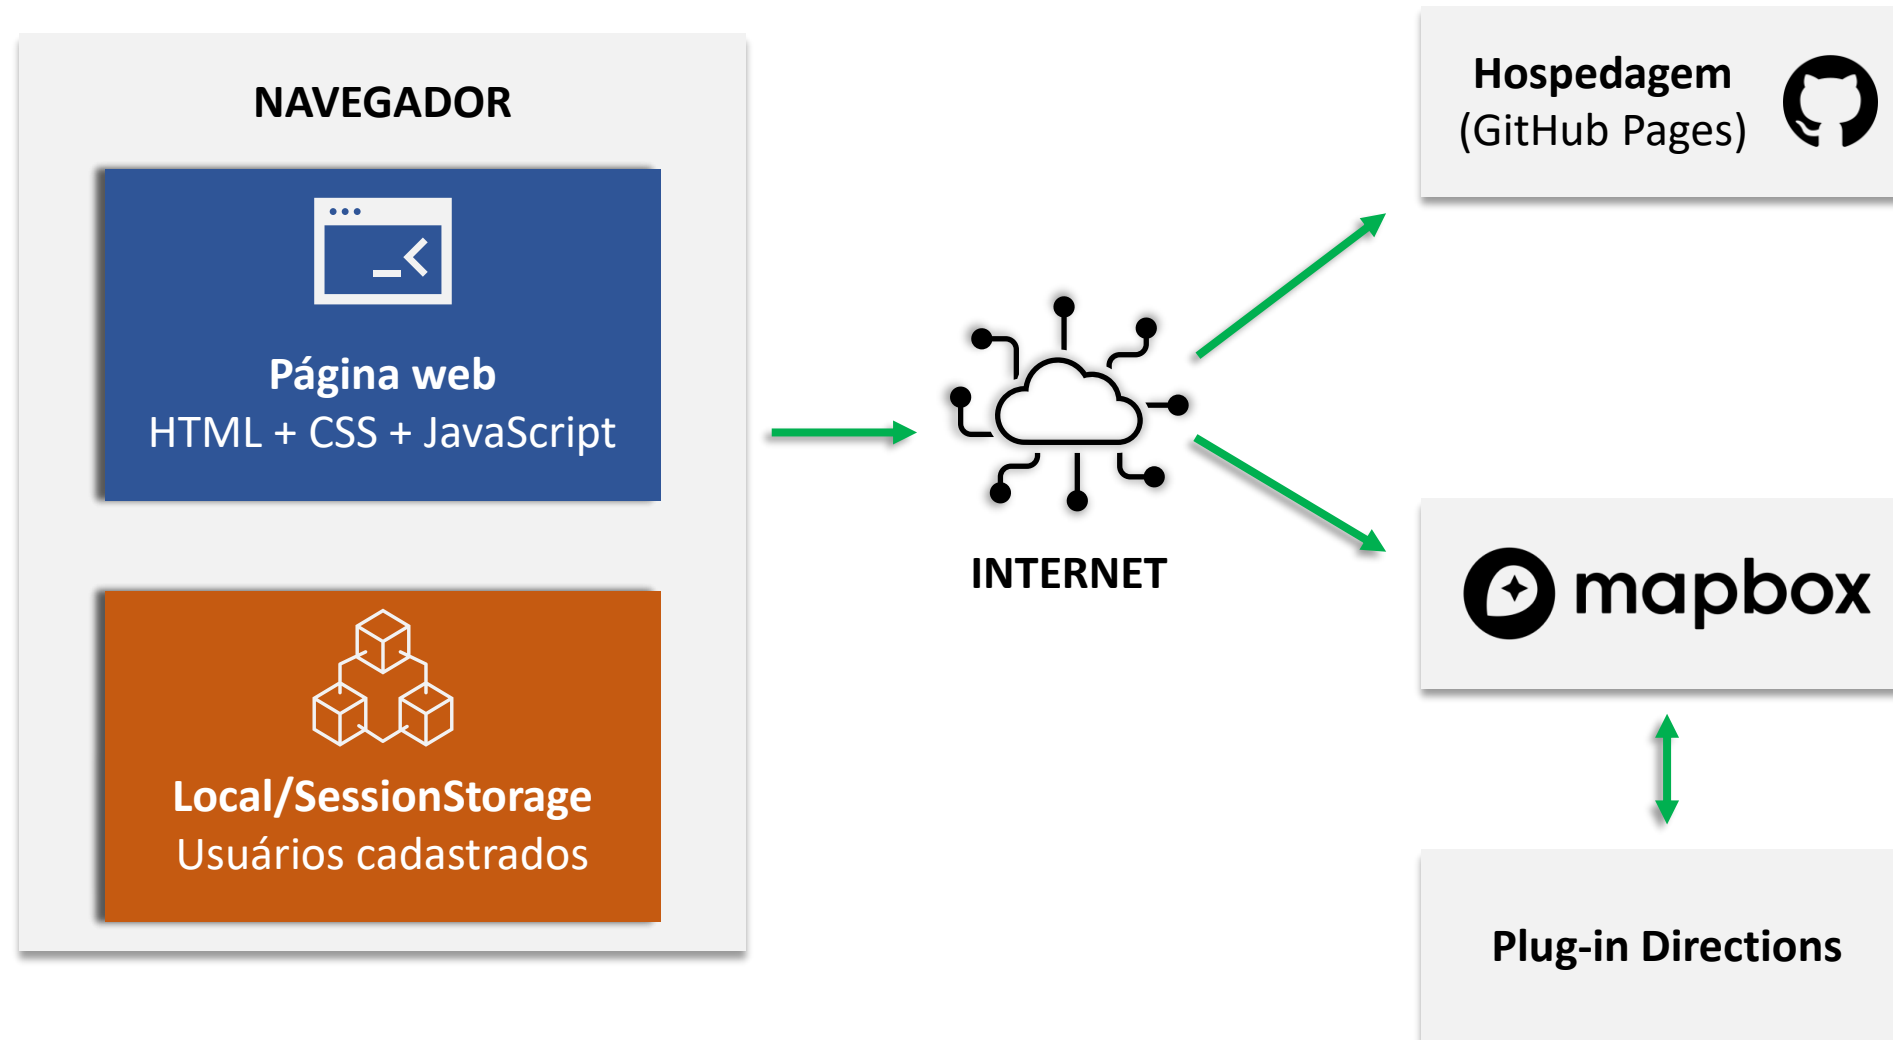 NAVEGADOR
Página web
HTML + CSS + JavaScript
Local/SessionStorage
Usuários cadastrados
INTERNET
Hospedagem
(GitHub Pages)
mapbox
Plug-in Directions